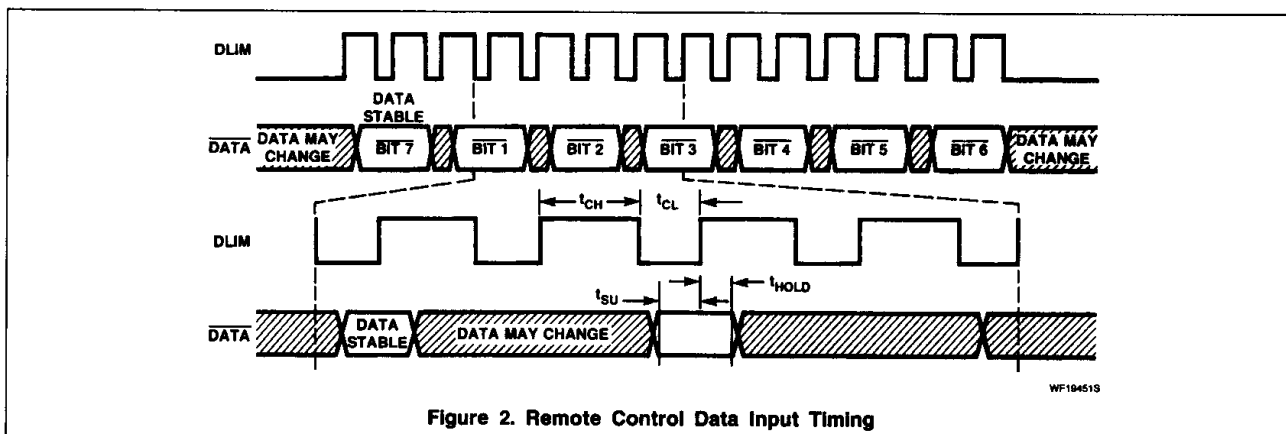 DLIM
DATA STABLE
DATA
DATA MAY CHANGE
BIT 7
BIT 1
BIT 2
BIT 3
BIT 4
BIT 5
BIT 6
DATA MAY CHANGE
tCH
tCL
DLIM
tSU
tHOLD
DATA
DATA STABLE
DATA MAY CHANGE
WF19451S
Figure 2. Remote Control Data Input Timing